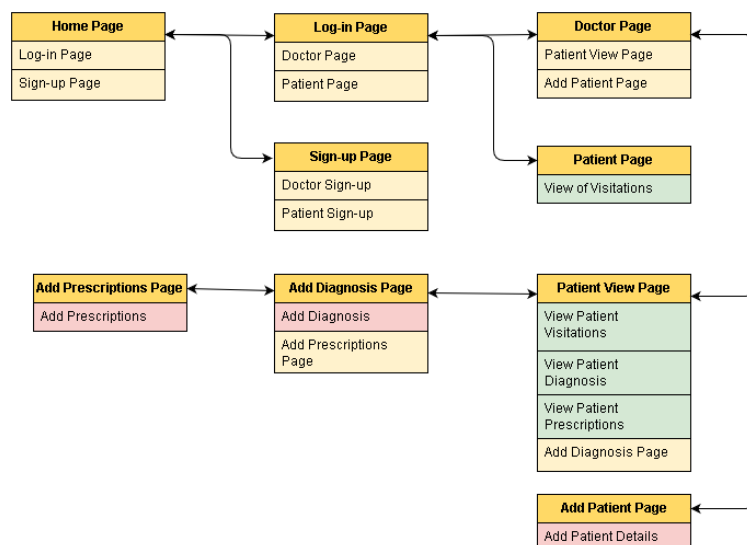 Home Page
Log-in Page
Sign-up Page
Log-in Page
Doctor Page
Patient Page
Doctor Page
Patient View Page
Add Patient Page
Sign-up Page
Doctor Sign-up
Patient Sign-up
Patient Page
View of Visitations
Add Prescriptions Page
Add Prescriptions
Add Diagnosis Page
Add Diagnosis
Add Prescriptions
Page
Patient View Page
View Patient
Visitations
View Patient
Diagnosis
View Patient
Prescriptions
Add Diagnosis Page
Add Patient Page
Add Patient Details